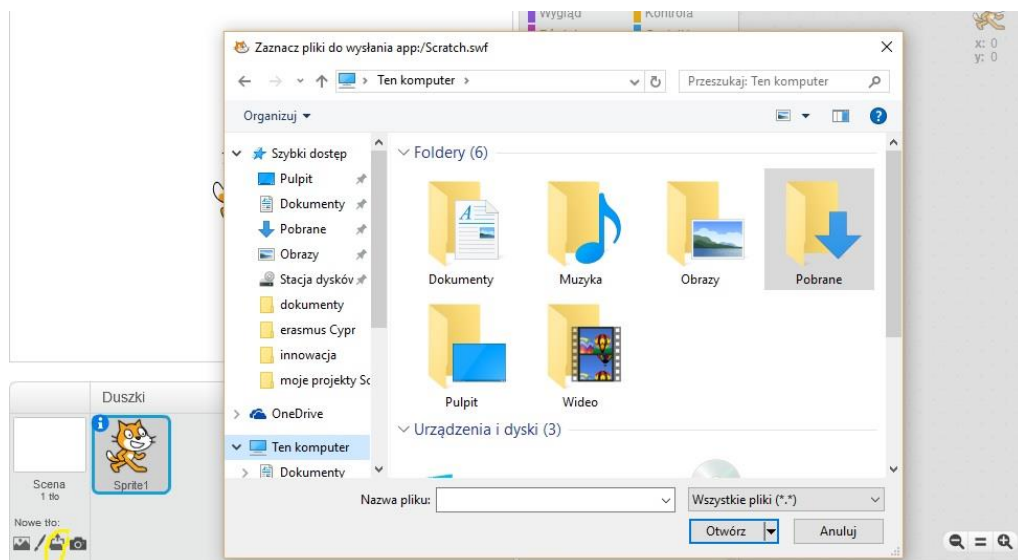 Wygląd
Kontrola
x: 0
y: 0
Zaznacz pliki do wysłania app:/Scratch.swf
Ten komputer
Przeszukaj: Ten komputer
Organizuj
Szybki dostęp
Pulpit
Dokumenty
Pobrane
Obrazy
Stacja dysków
dokumenty
erasmus Cypr
innowacja
moje projekty Sc
OneDrive
Ten komputer
Dokumenty
Foldery (6)
Dokumenty
Muzyka
Obrazy
Pobrane
Pulpit
Wideo
Urządzenia i dyski (3)
Nazwa pliku:
Wszystkie pliki (*.*)
Otwórz
Anuluj
Duszki
Scena
1 tło
Sprite1
Nowe tło: